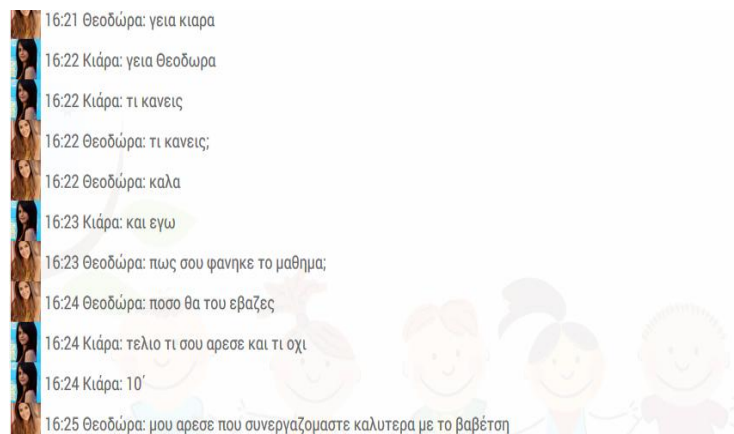 16:21 Θεοδώρα: γεια κιαρα
16:22 Κιάρα: γεια Θεοδωρα
16:22 Κιάρα: τι κανεις
16:22 Θεοδώρα: τι κανεις;
16:22 Θεοδώρα: καλα
16:23 Κιάρα: και εγω
16:23 Θεοδώρα: πως σου φανηκε το μαθημα;
16:24 Θεοδώρα: ποσο θα του εβαζες
16:24 Κιάρα: τελιο τι σου αρεσε και τι οχι
16:24 Κιάρα: 10΄
16:25 Θεοδώρα: μου αρεσε που συνεργαζομαστε καλυτερα με το βαβέτση